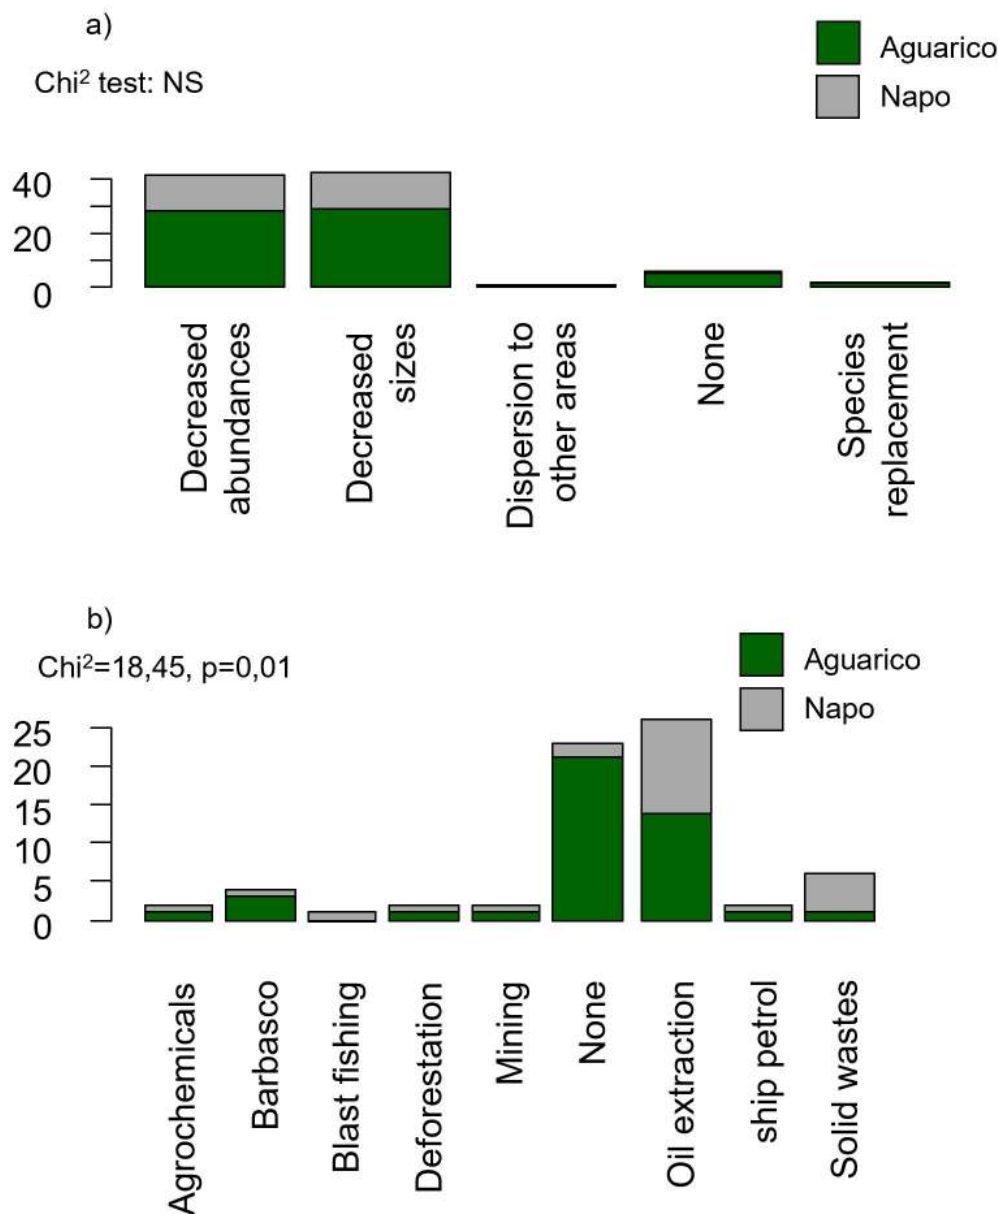 a)
Chi² test: NS
Aguarico
Napo
40
20
0
Decreased
abundances
Decreased
sizes
Dispersion to
other areas
None
Species
replacement
b)
Chi²=18,45, p=0,01
Aguarico
Napo
25
20
15
10
5
0
Agrochemicals
Barbasco
Blast fishing
Deforestation
Mining
None
Oil extraction
ship petrol
Solid wastes